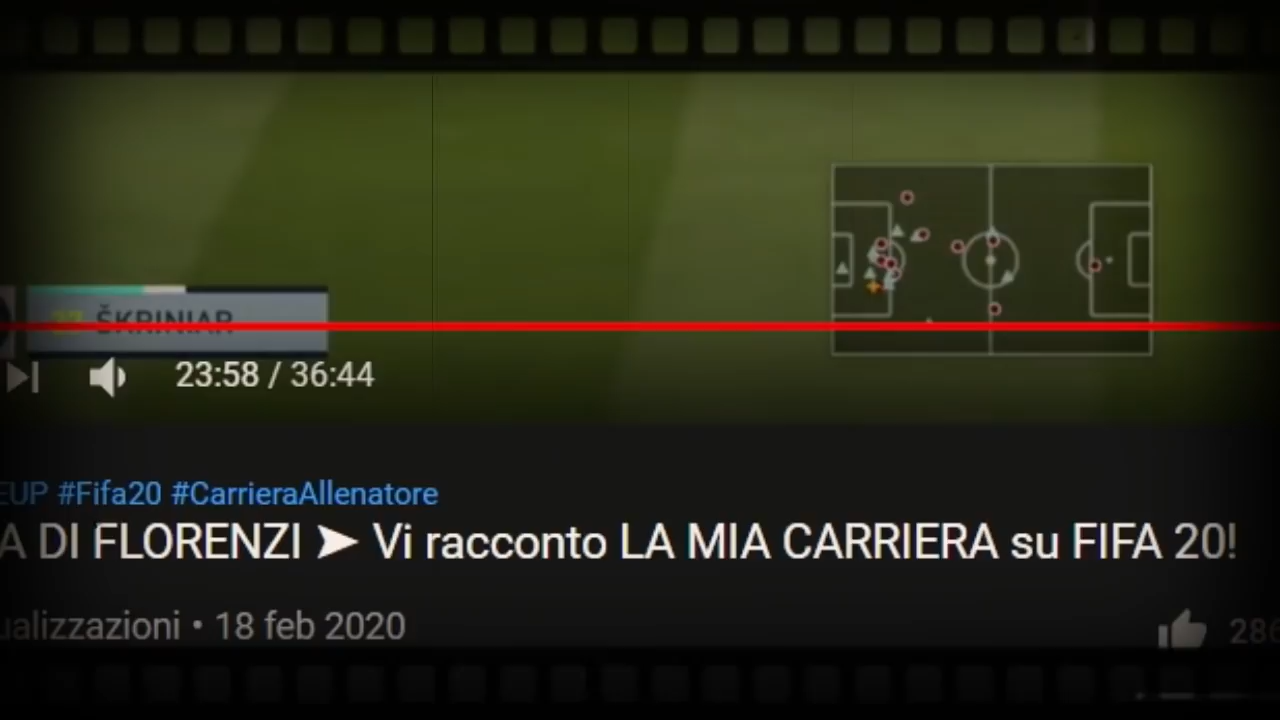 37 ŠKRINIAR
23:58 / 36:44
EUP #Fifa20 #CarrieraAllenatore
A DI FLORENZI ➤ Vi racconto LA MIA CARRIERA su FIFA 20!
ualizzazioni • 18 feb 2020
286